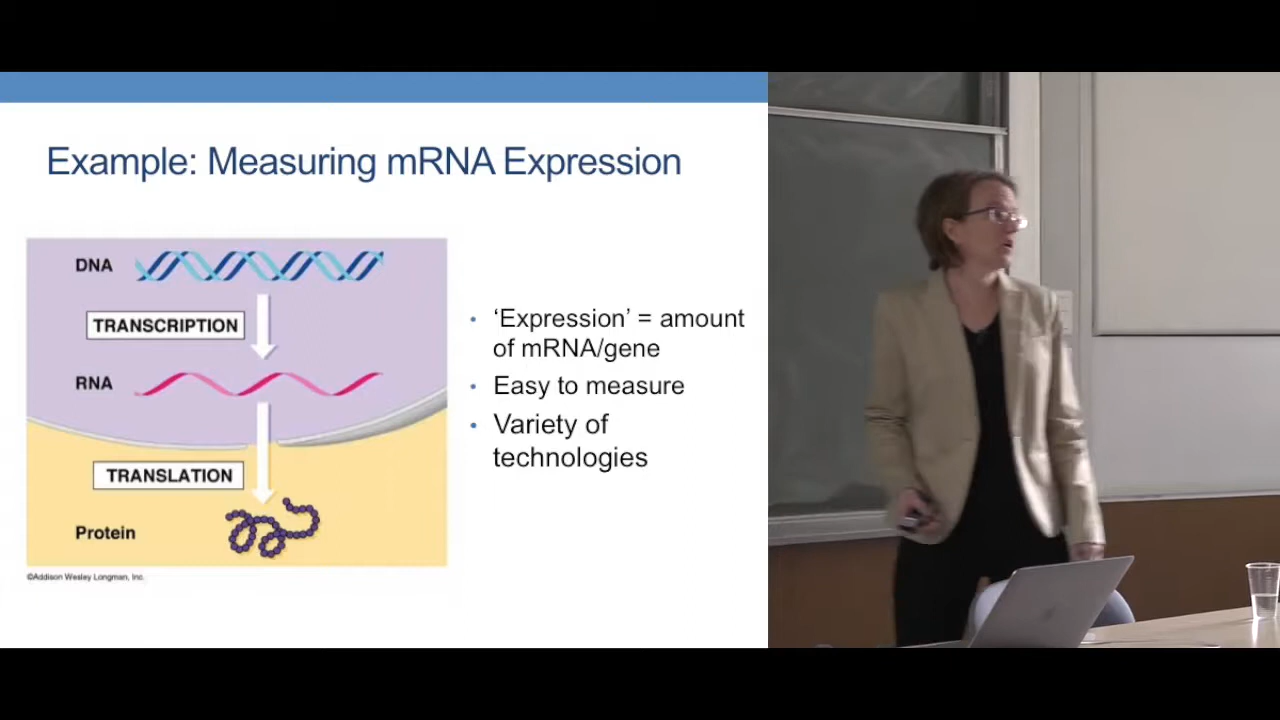 Example: Measuring mRNA Expression
DNA
TRANSCRIPTION
RNA
TRANSLATION
Protein
©Addison Wesley Longman, Inc.
• ‘Expression’ = amount
of mRNA/gene
• Easy to measure
• Variety of
technologies